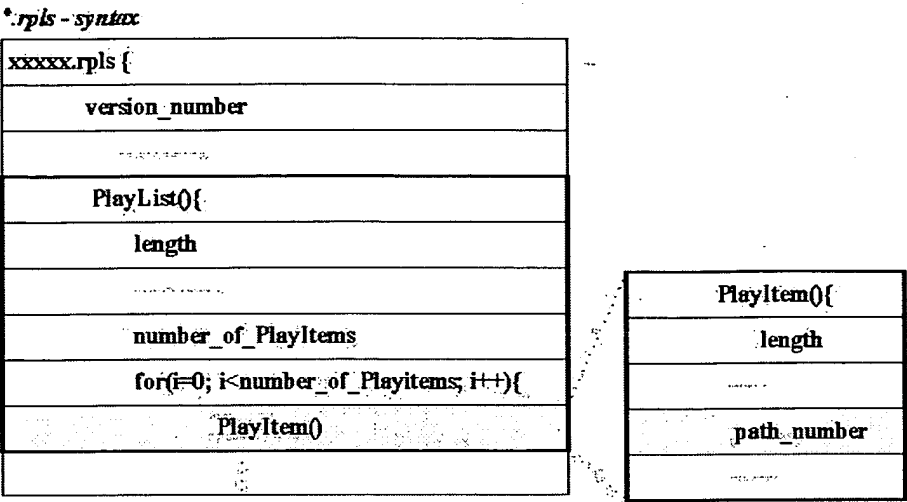 *.rpls - syntax
xxxxx.rpls {
version_number
PlayList(){
length
number_of_PlayItems
for(i=0; i<number_of_Playitems; i++){
PlayItem()
PlayItem(){
length
path_number